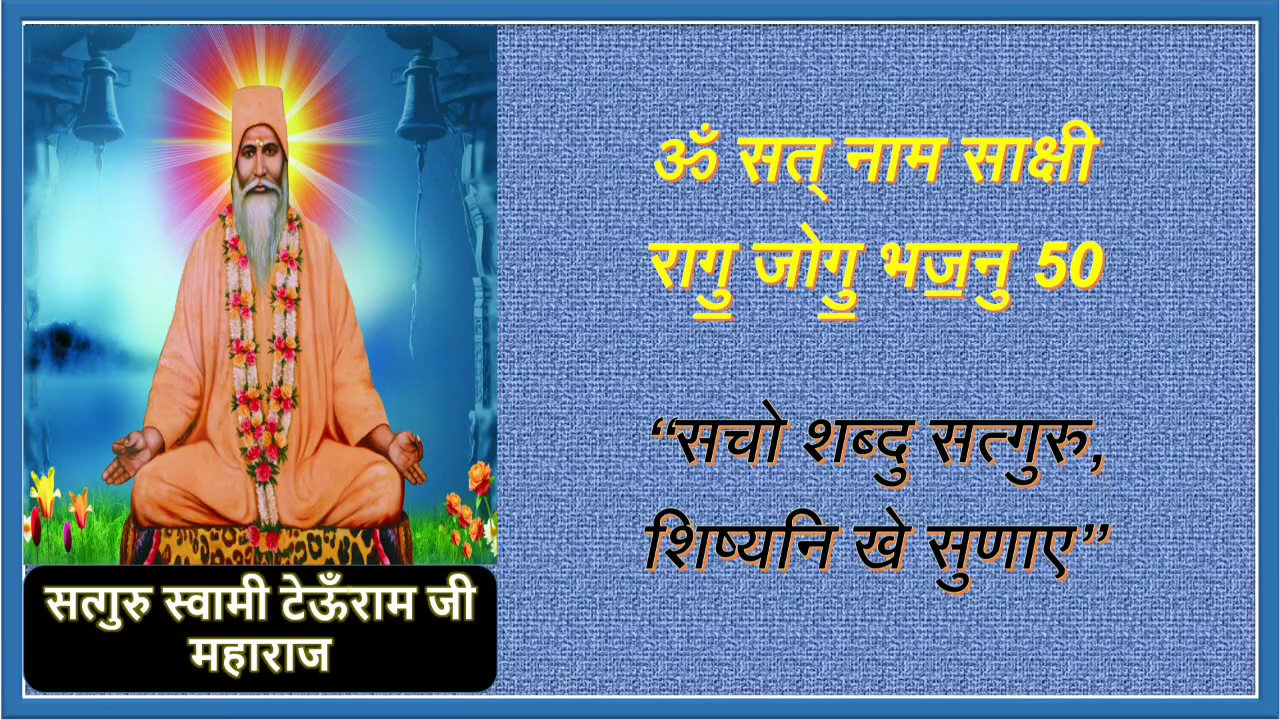 ॐ सत् नाम साक्षी
रागु॒ जोगु॒ भज॒नु 50
“सचो शब्दु सत्गुरु,
शिष्यनि खे सुणाए”
सत्गुरु स्वामी टेऊँराम जी
महाराज